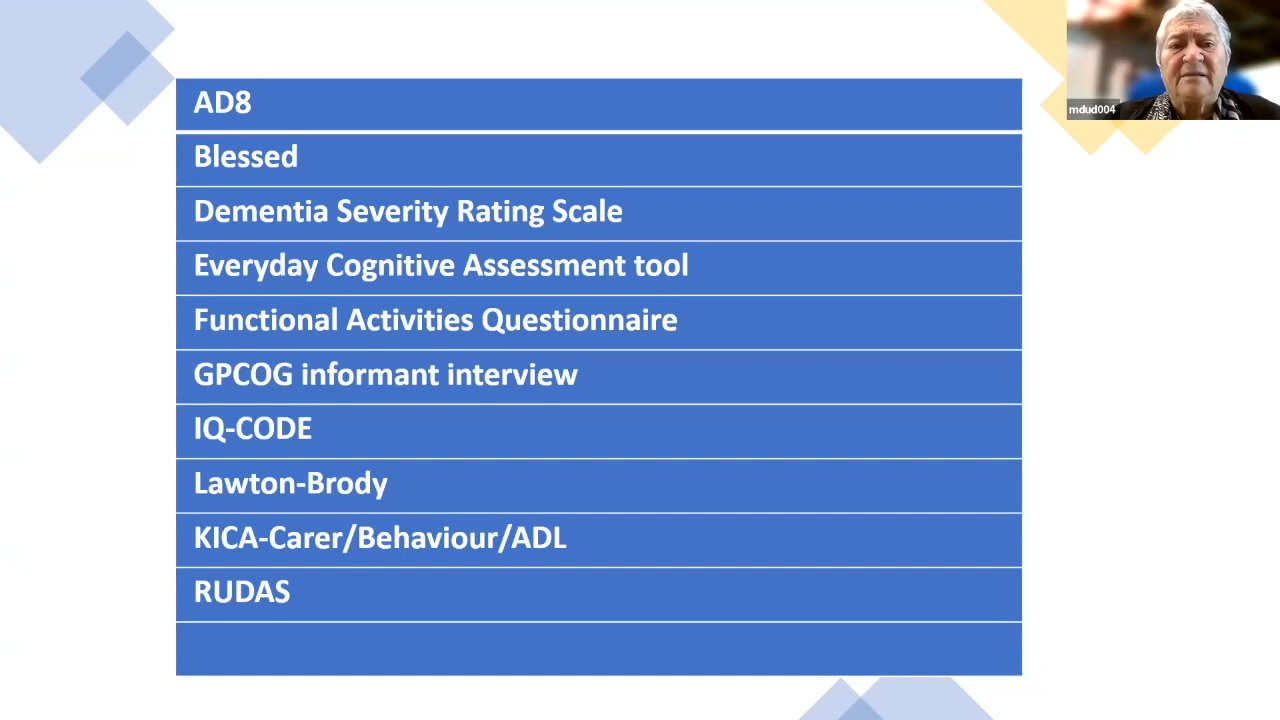 AD8
mdud004
Blessed
Dementia Severity Rating Scale
Everyday Cognitive Assessment tool
Functional Activities Questionnaire
GPCOG informant interview
IQ-CODE
Lawton-Brody
KICA-Carer/Behaviour/ADL
RUDAS